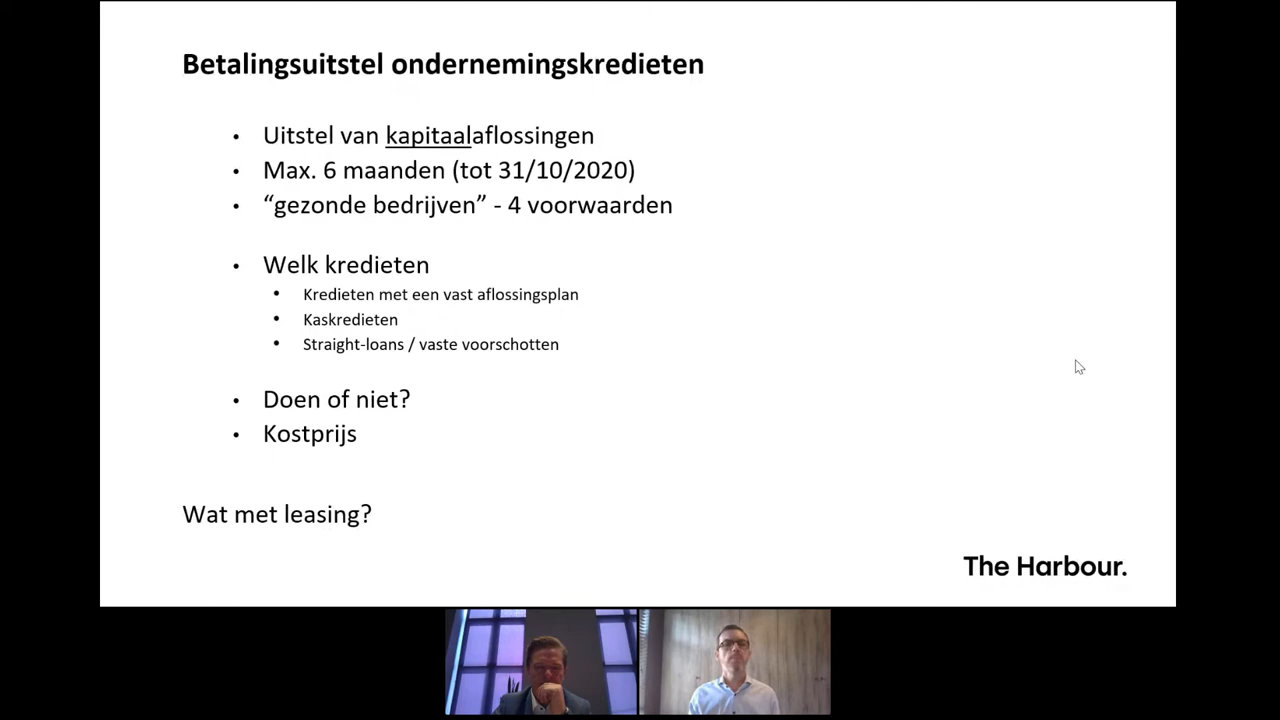 Betalingsuitstel ondernemingskredieten
• Uitstel van kapitaalaflossingen
• Max. 6 maanden (tot 31/10/2020)
• “gezonde bedrijven” - 4 voorwaarden
• Welk kredieten
• Kredieten met een vast aflossingsplan
• Kaskredieten
• Straight-loans / vaste voorschotten
• Doen of niet?
• Kostprijs
Wat met leasing?
The Harbour.